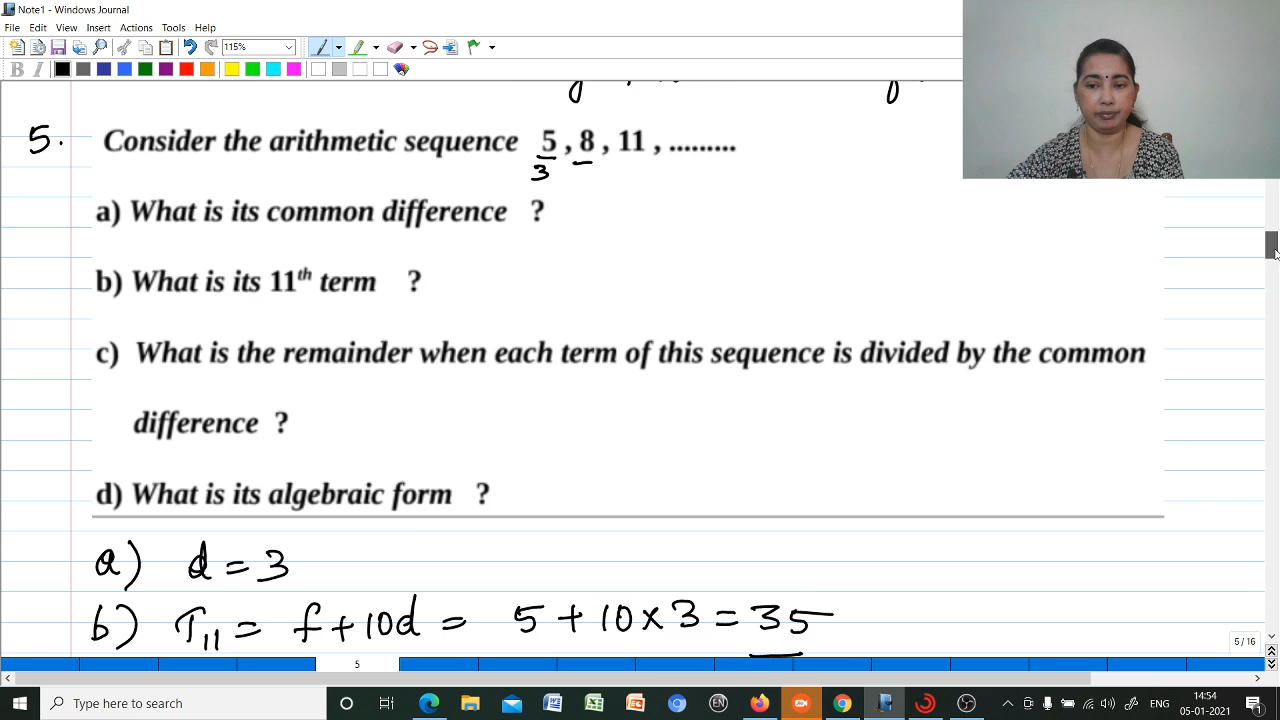 Note1 - Windows Journal
File Edit View Insert Actions Tools Help
115%
B I
5. Consider the arithmetic sequence 5 , 8 , 11 , .........
3
a) What is its common difference ?
b) What is its 11th term ?
c) What is the remainder when each term of this sequence is divided by the common
difference ?
d) What is its algebraic form ?
a) d = 3
b) T11 = f + 10d = 5 + 10 × 3 = 35
5 / 16
5
Type here to search
EN
14:54
05-01-2021